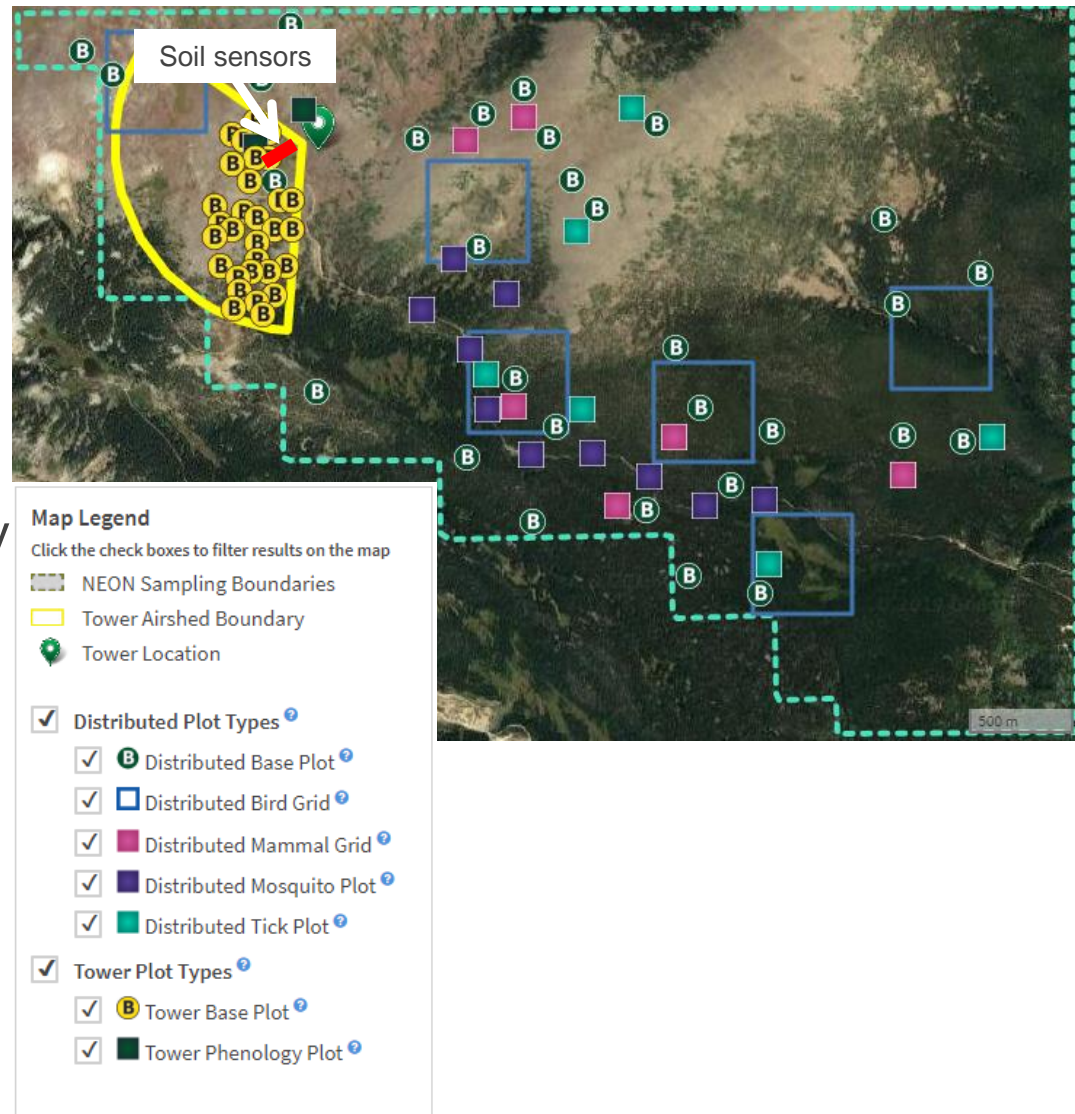 Soil sensors
500 m
Map Legend
Click the check boxes to filter results on the map
NEON Sampling Boundaries
Tower Airshed Boundary
Tower Location
Distributed Plot Types ?
B Distributed Base Plot ?
Distributed Bird Grid ?
Distributed Mammal Grid ?
Distributed Mosquito Plot ?
Distributed Tick Plot ?
Tower Plot Types ?
B Tower Base Plot ?
Tower Phenology Plot ?